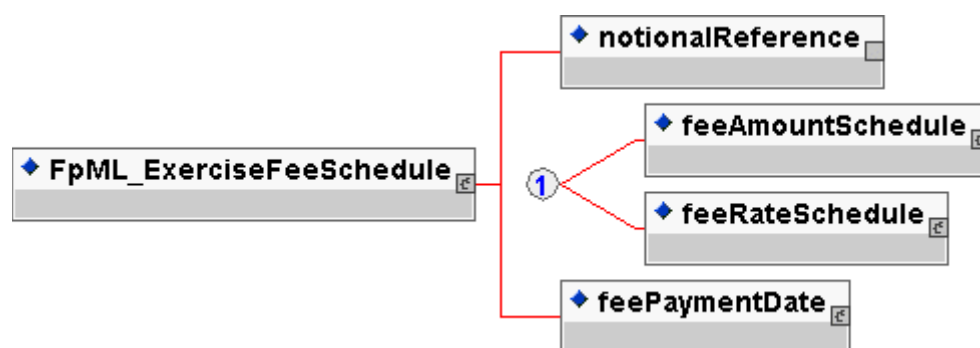 notionalReference
feeAmountSchedule
FpML_ExerciseFeeSchedule
1
feeRateSchedule
feePaymentDate